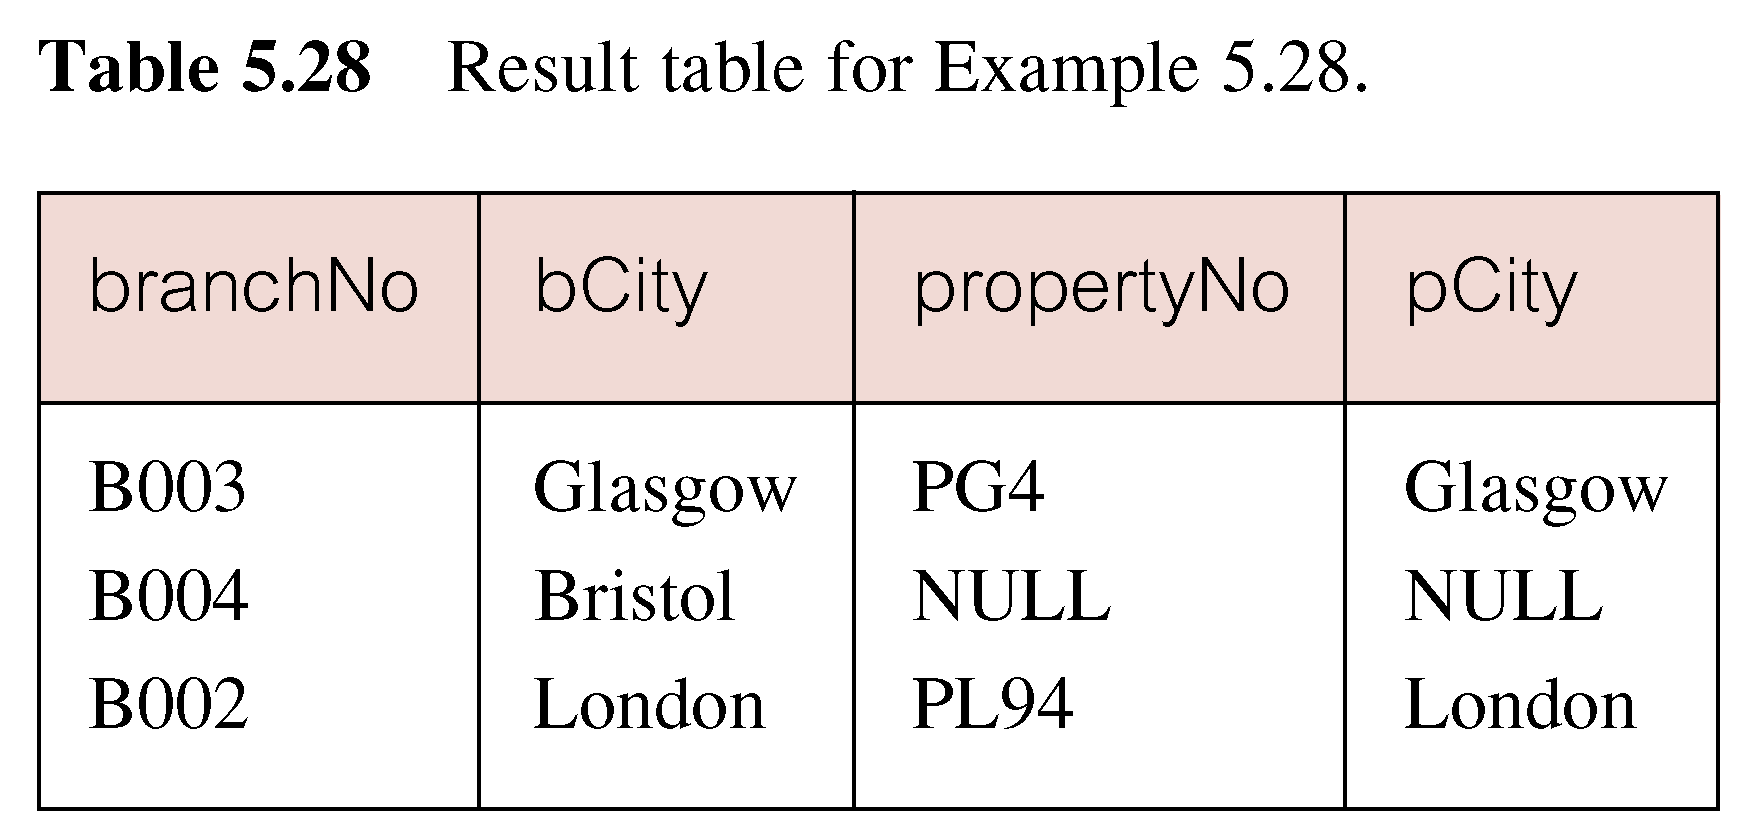 Table 5.28 Result table for Example 5.28.
branchNo bCity propertyNo pCity
B003 Glasgow PG4 Glasgow
B004 Bristol NULL NULL
B002 London PL94 London